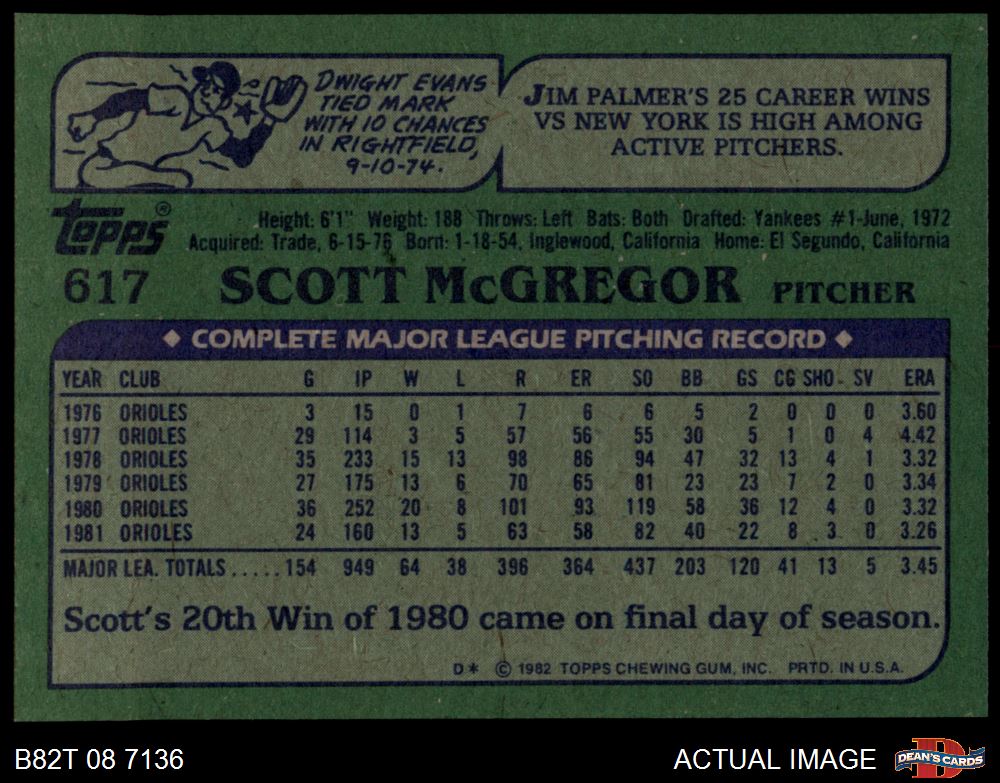 DWIGHT EVANS
TIED MARK
WITH 10 CHANCES
IN RIGHTFIELD,
9-10-74.
JIM PALMER'S 25 CAREER WINS
VS NEW YORK IS HIGH AMONG
ACTIVE PITCHERS.
topps®
Height: 6'1" Weight: 188 Throws: Left Bats: Both Drafted: Yankees #1-June, 1972
Acquired: Trade, 6-15-76 Born: 1-18-54, Inglewood, California Home: El Segundo, California
617 SCOTT McGREGOR PITCHER
◆ COMPLETE MAJOR LEAGUE PITCHING RECORD ◆
YEAR CLUB G IP W L R ER SO BB GS CG SHO. SV ERA
1976 ORIOLES 3 15 0 1 7 6 6 5 2 0 0 0 3.60
1977 ORIOLES 29 114 3 5 57 56 55 30 5 1 0 4 4.42
1978 ORIOLES 35 233 15 13 98 86 94 47 32 13 4 1 3.32
1979 ORIOLES 27 175 13 6 70 65 81 23 23 7 2 0 3.34
1980 ORIOLES 36 252 20 8 101 93 119 58 36 12 4 0 3.32
1981 ORIOLES 24 160 13 5 63 58 82 40 22 8 3 0 3.26
MAJOR LEA. TOTALS.....154 949 64 38 396 364 437 203 120 41 13 5 3.45
Scott's 20th Win of 1980 came on final day of season.
D* © 1982 TOPPS CHEWING GUM, INC. PRTD. IN U.S.A.
B82T 08 7136 ACTUAL IMAGE
D
DEAN'S CARDS